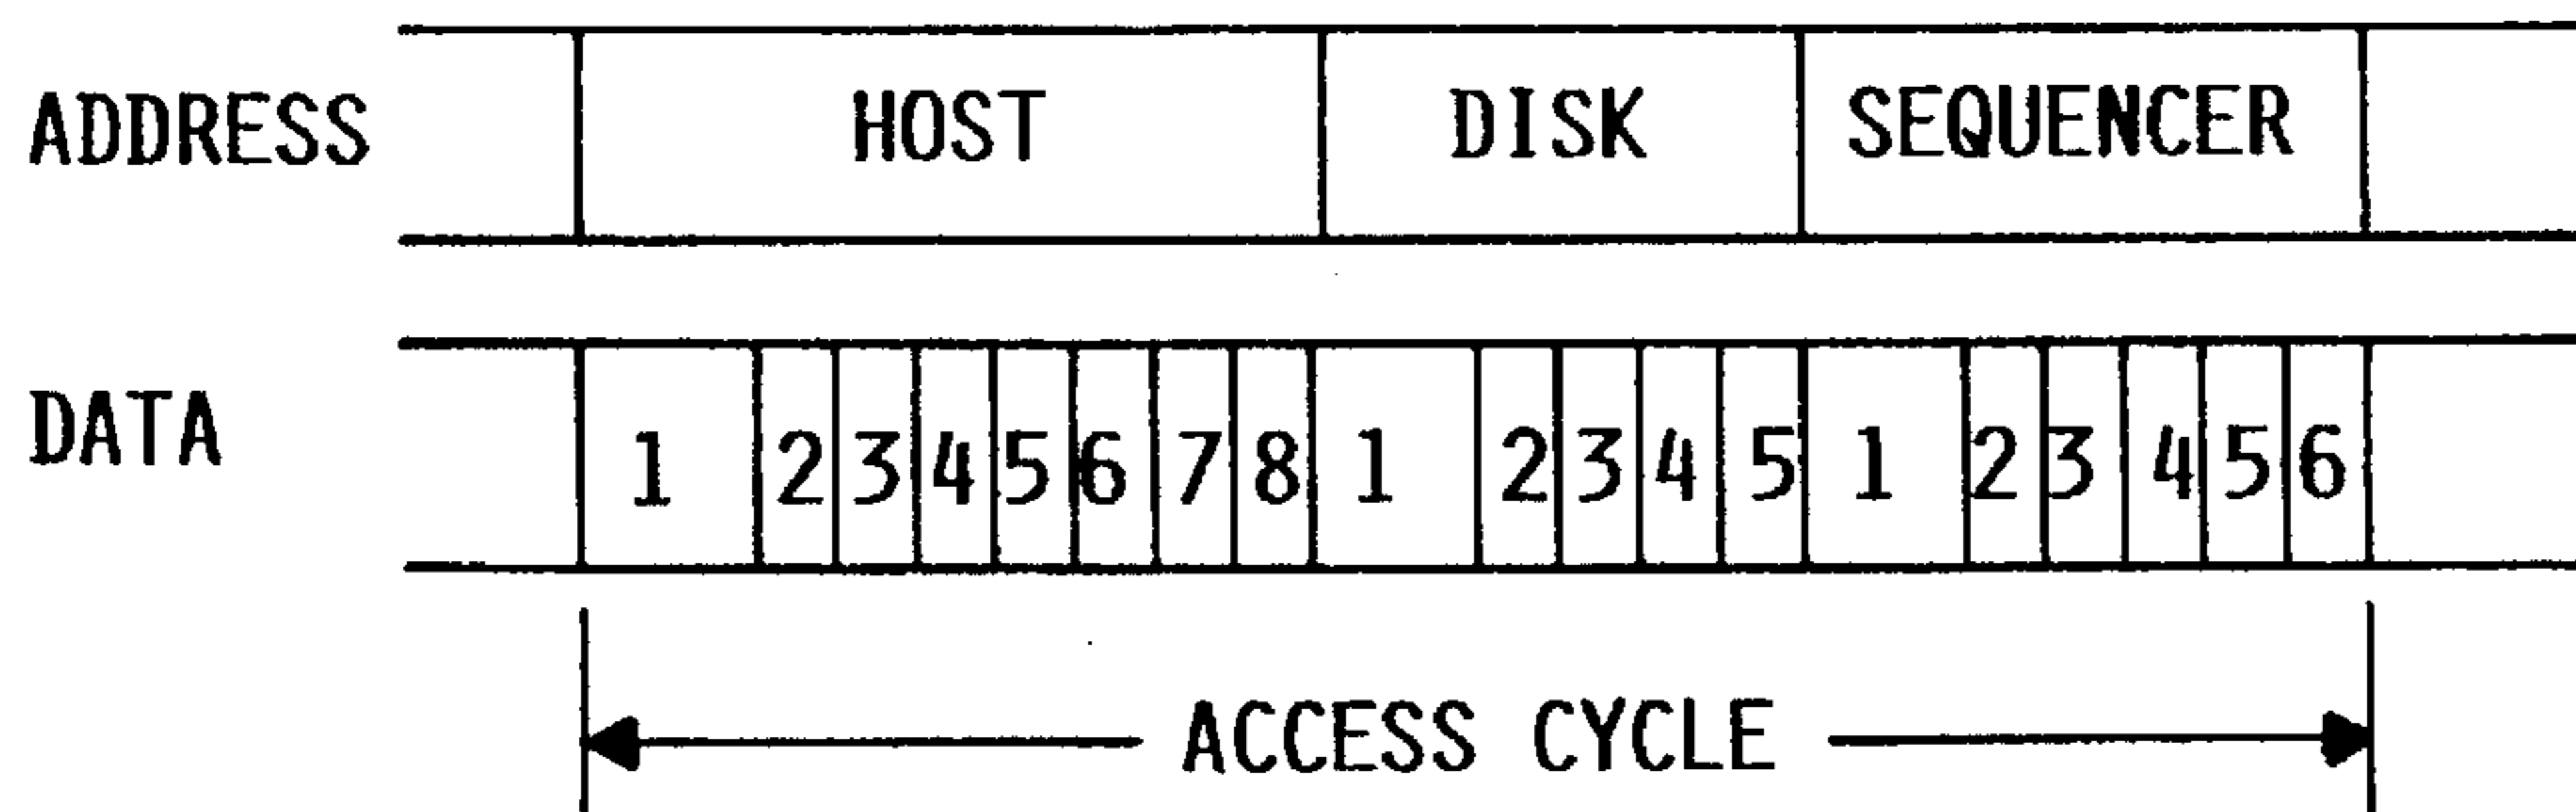 ADDRESS HOST DISK SEQUENCER
DATA 1 2 3 4 5 6 7 8 1 2 3 4 5 1 2 3 4 5 6
ACCESS CYCLE